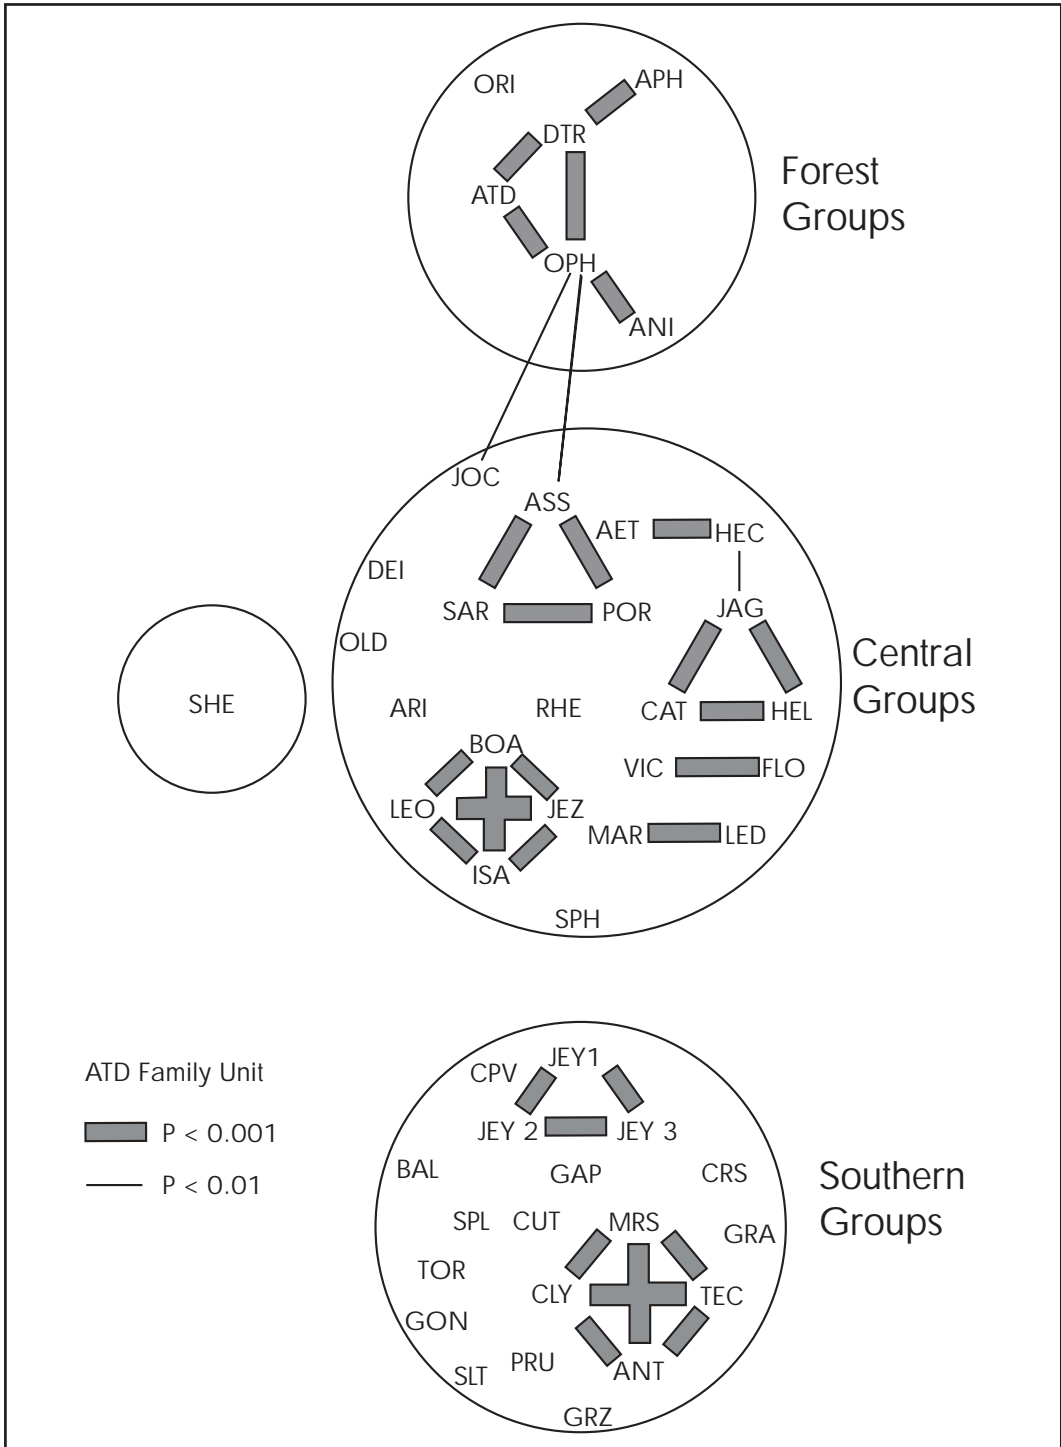 ORI
APH
DTR
ATD
OPH
ANI
Forest
Groups
JOC
ASS
AET
HEC
DEI
SAR
POR
JAG
OLD
Central
Groups
SHE
ARI
RHE
CAT
HEL
BOA
VIC
FLO
LEO
JEZ
MAR
LED
ISA
SPH
ATD Family Unit
P < 0.001
P < 0.01
JEY1
CPV
JEY 2
JEY 3
BAL
GAP
CRS
Southern
Groups
SPL
CUT
MRS
GRA
TOR
CLY
TEC
GON
PRU
ANT
SLT
GRZ